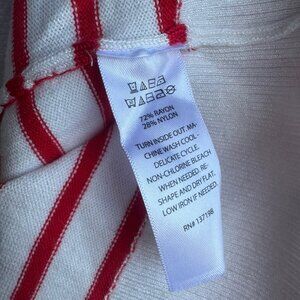 72% RAYON
28% NYLON
TURN INSIDE OUT. MA-
CHINE WASH COOL -
DELICATE CYCLE.
NON-CHLORINE BLEACH
WHEN NEEDED. RE-
SHAPE AND DRY FLAT.
LOW IRON IF NEEDED.
RN# 137198